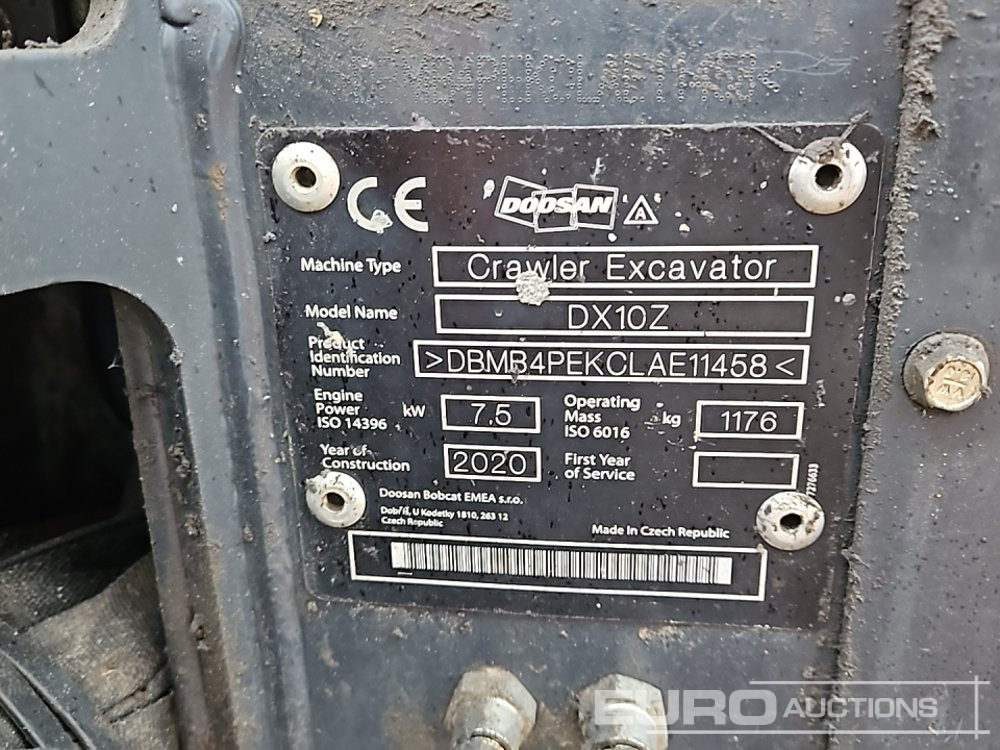 CE DOOSAN A
Machine Type Crawler Excavator
Model Name DX10Z
Product
Identification
Number >DBMB4PEKCLAE11458<
Engine
Power kW 7.5
ISO 14396
Operating
Mass kg 1176
ISO 6016
Year of
Construction 2020
First Year
of Service
Doosan Bobcat EMEA s.r.o.
Dobříš, U Kodetky 1810, 263 12
Czech Republic
Made in Czech Republic
7276633
EURO AUCTIONS